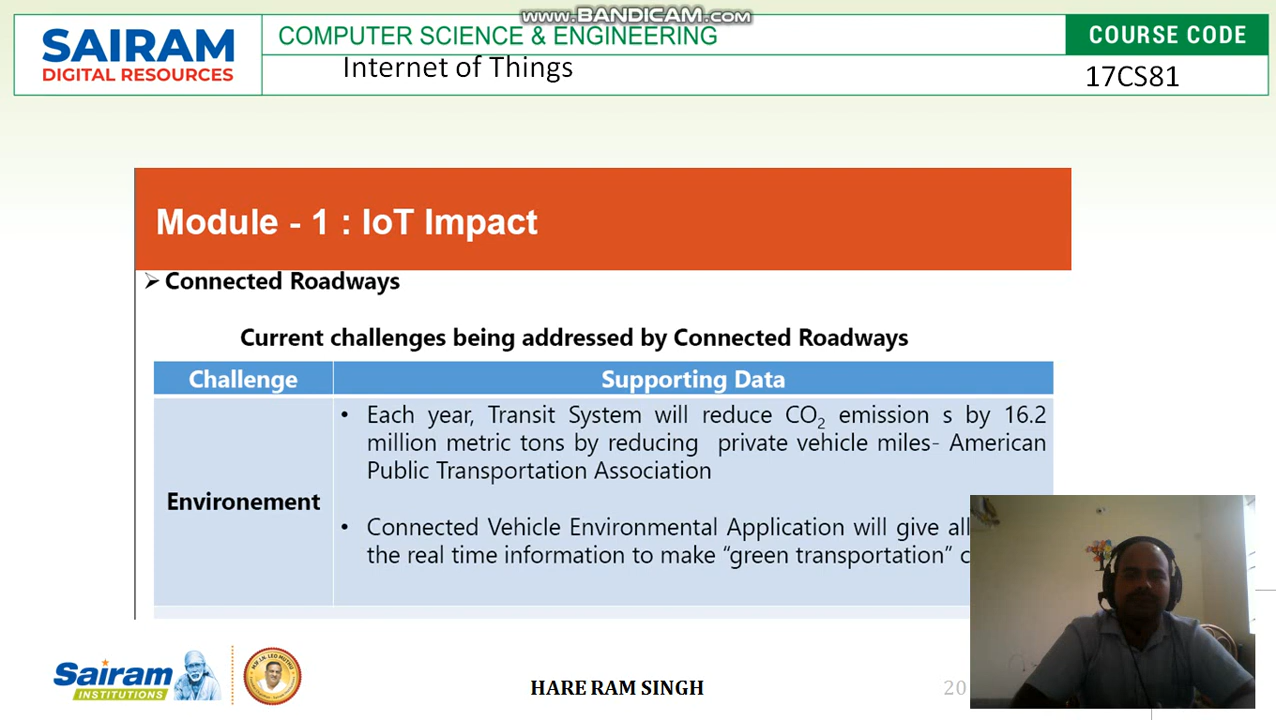 www.BANDICAM.com
SAIRAM
DIGITAL RESOURCES
COMPUTER SCIENCE & ENGINEERING
COURSE CODE
Internet of Things
17CS81
Module - 1 : IoT Impact
➢ Connected Roadways
Current challenges being addressed by Connected Roadways
Challenge
Supporting Data
• Each year, Transit System will reduce CO₂ emission s by 16.2
million metric tons by reducing private vehicle miles- American
Public Transportation Association
Environement
• Connected Vehicle Environmental Application will give all
the real time information to make “green transportation”
Sairam
INSTITUTIONS
HARE RAM SINGH
20